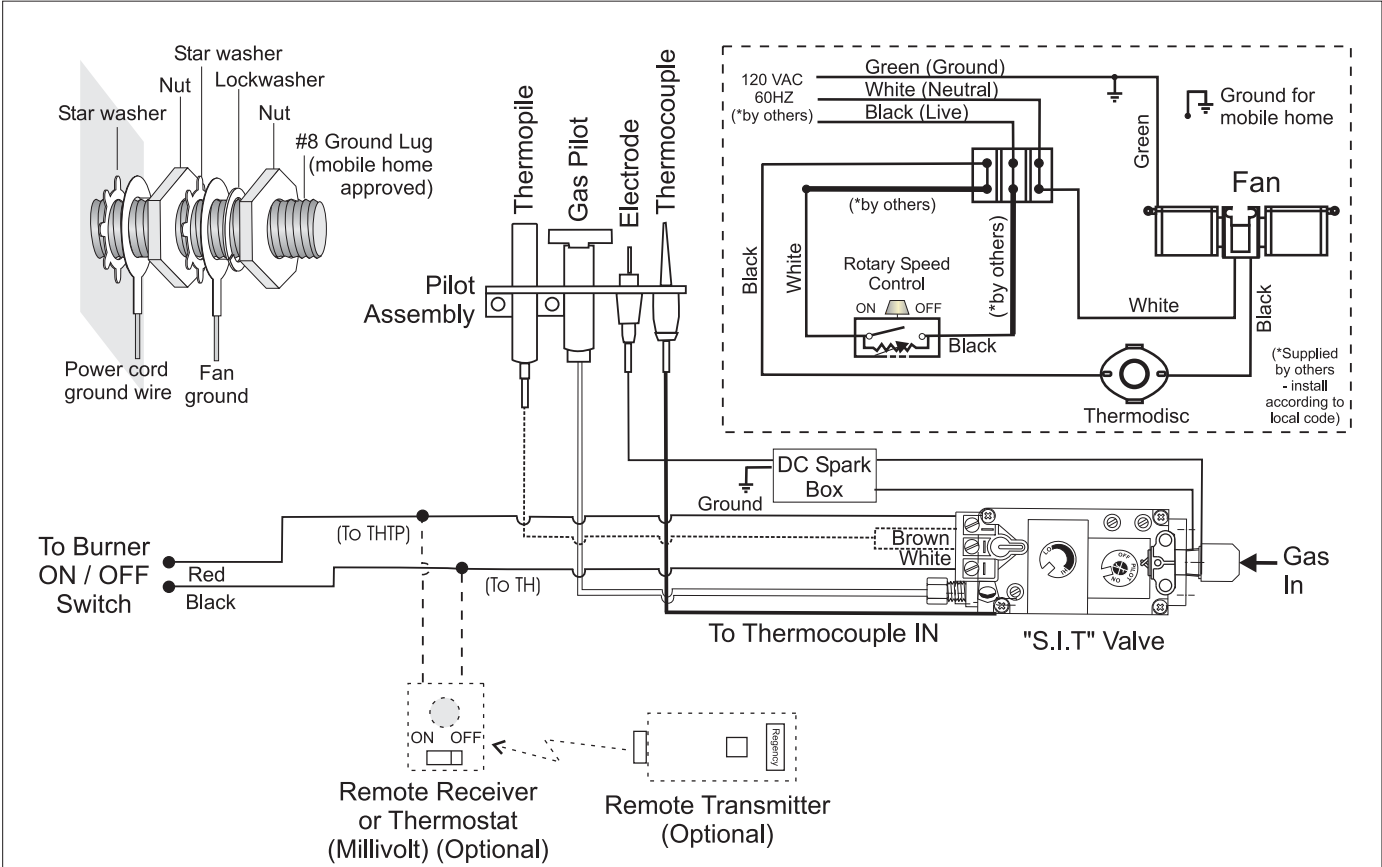 Star washer
Nut
Lockwasher
Star washer
Nut
#8 Ground Lug
(mobile home
approved)
Power cord
ground wire
Fan
ground
Thermopile
Gas Pilot
Electrode
Thermocouple
Pilot
Assembly
120 VAC
60HZ
(*by others)
Green (Ground)
White (Neutral)
Black (Live)
Ground for
mobile home
Green
Fan
(*by others)
(*by others)
Black
White
Rotary Speed
Control
ON OFF
Black
White
Black
Thermodisc
(*Supplied
by others
- install
according to
local code)
DC Spark
Box
Ground
(To THTP)
Brown
White
To Burner
ON / OFF
Switch
Red
Black
(To TH)
LO
HI
OFF
PILOT
ON
Gas
In
To Thermocouple IN
"S.I.T" Valve
ON OFF
Regency
Remote Receiver
or Thermostat
(Millivolt) (Optional)
Remote Transmitter
(Optional)